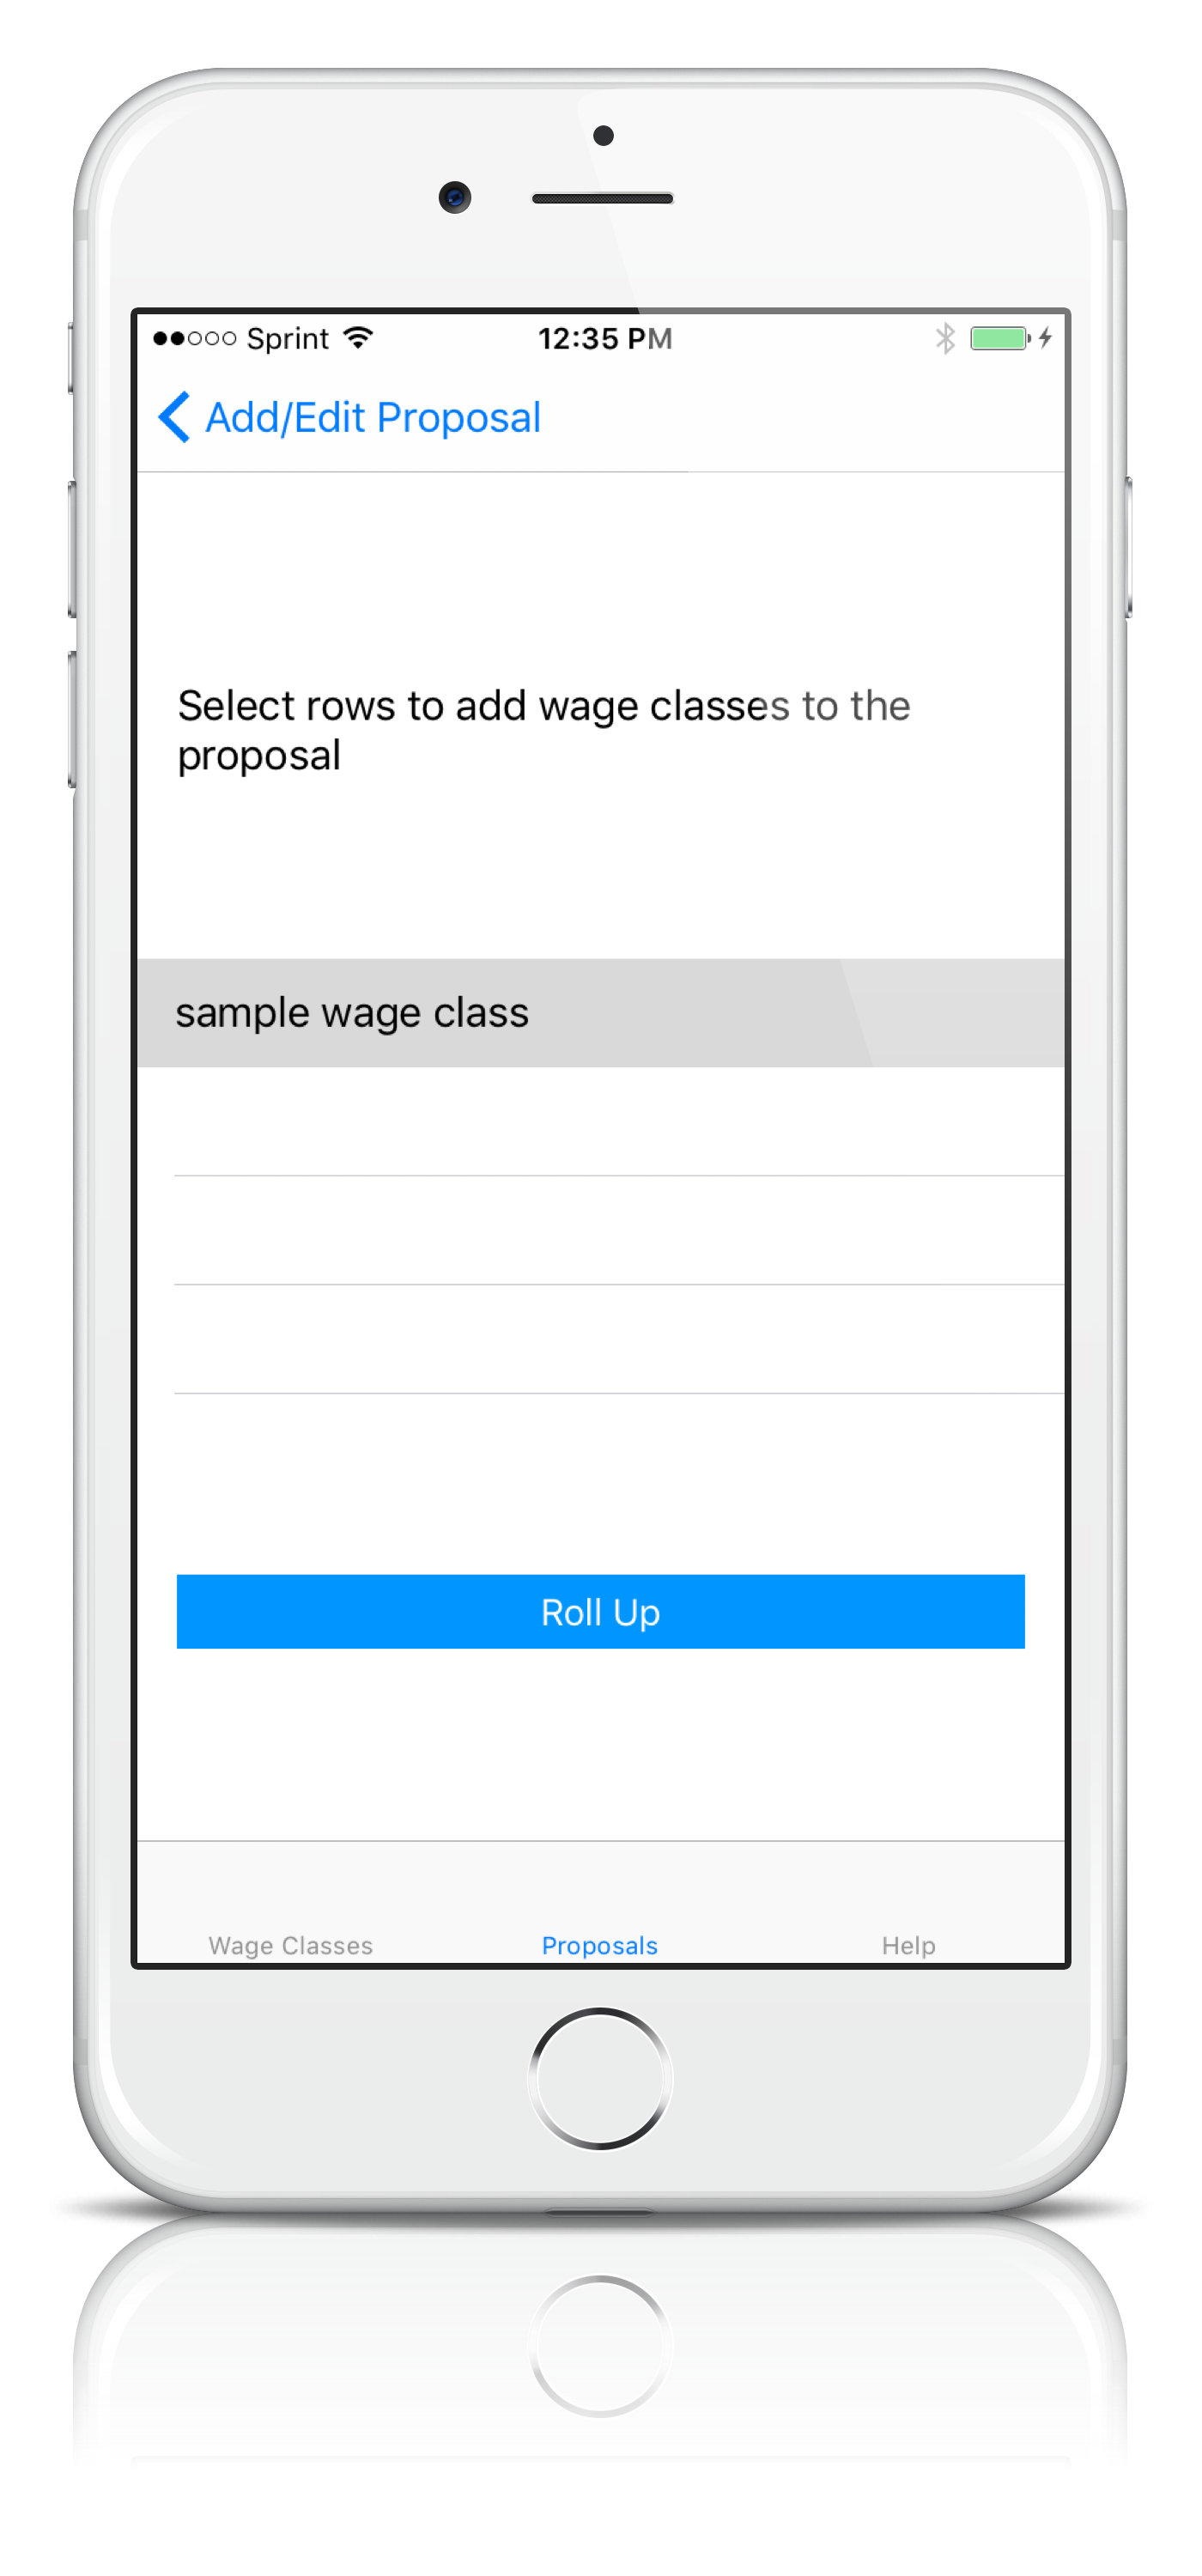 Sprint 12:35 PM
Add/Edit Proposal
Select rows to add wage classes to the
proposal
sample wage class
Roll Up
Wage Classes Proposals Help